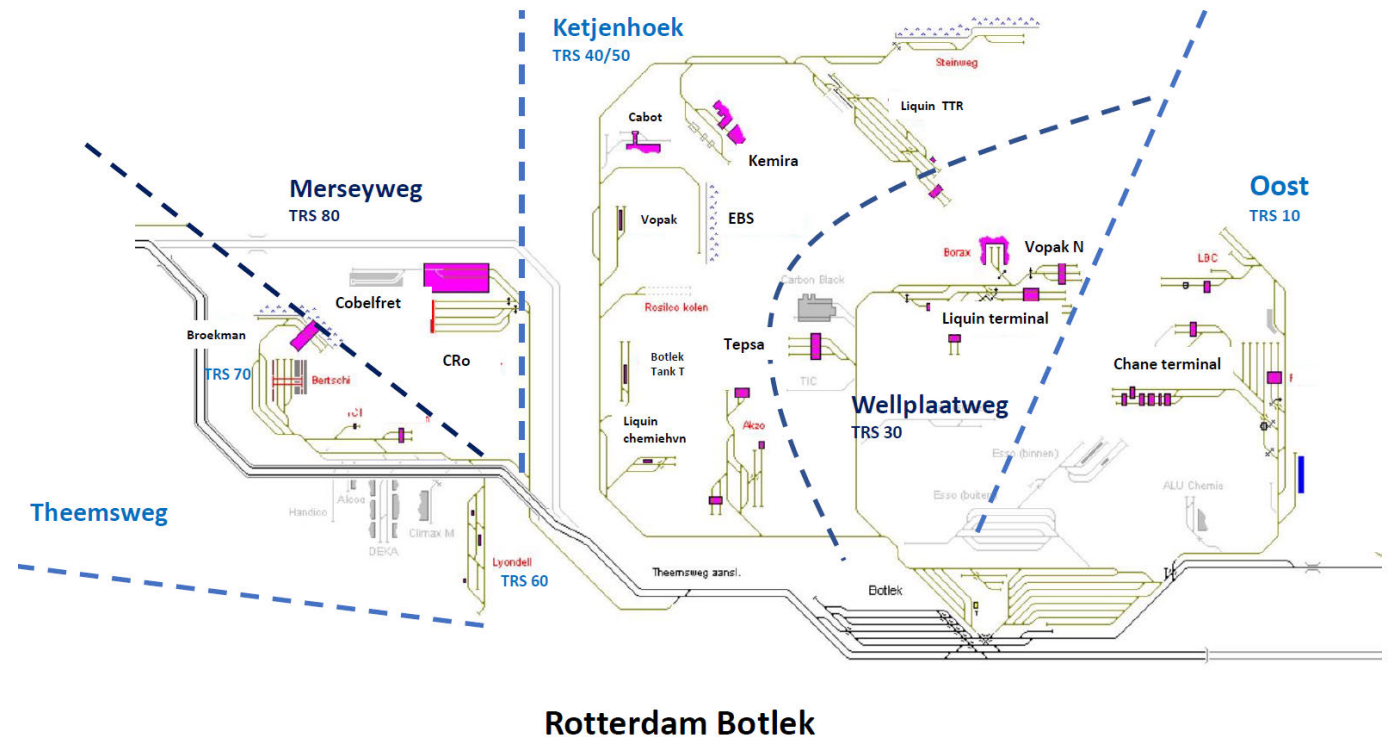 Ketjenhoek
TRS 40/50
Steinweg
Liquin TTR
Cabot
Kemira
Merseyweg
TRS 80
Oost
TRS 10
Vopak
EBS
Borax
Vopak N
LBC
Carbon Black
Cobelfret
Rosilco kolen
Liquin terminal
Broekman
Tepsa
CRo
Botlek
Tank T
Chane terminal
TRS 70
Bertschi
TIC
Wellplaatweg
TRS 30
Liquin
chemiehvn
Akzo
Esso (binnen)
Theemsweg
Handico
Alcoa
Climax M
Esso (buiten)
ALU Chemie
DEKA
Lyondell
TRS 60
Theemsweg aansl.
Botlek
Rotterdam Botlek